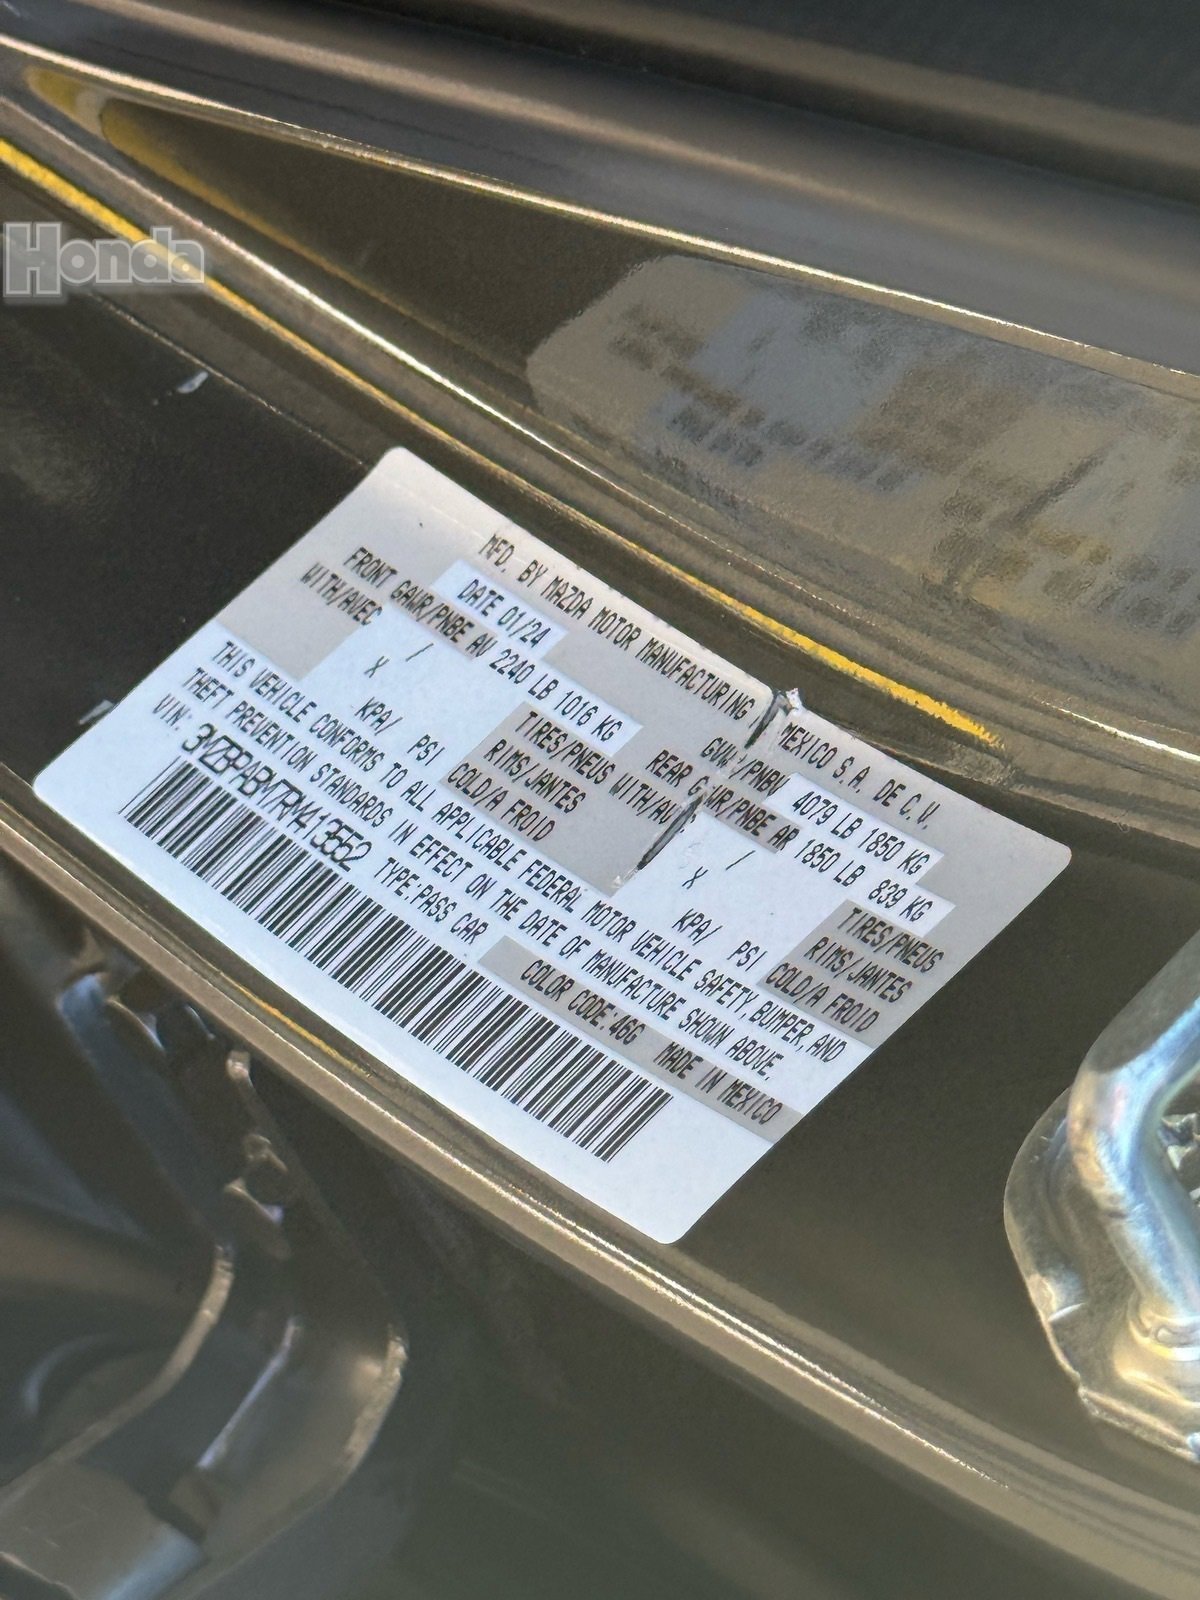 Honda
MFD. BY MAZDA MOTOR MANUFACTURING MEXICO S.A. DE C.V.
DATE 01/24 GVWR/PNBV 4079 LB 1850 KG
FRONT GAWR/PNBE AV 2240 LB 1016 KG REAR GAWR/PNBE AR 1850 LB 839 KG
WITH/AVEC / TIRES/PNEUS WITH/AVEC / TIRES/PNEUS
X RIMS/JANTES X RIMS/JANTES
KPA/ PSI COLD/A FROID KPA/ PSI COLD/A FROID
THIS VEHICLE CONFORMS TO ALL APPLICABLE FEDERAL MOTOR VEHICLE SAFETY, BUMPER, AND
THEFT PREVENTION STANDARDS IN EFFECT ON THE DATE OF MANUFACTURE SHOWN ABOVE.
VIN: 3MZBPABM7RM413552 TYPE:PASS CAR COLOR CODE:46G MADE IN MEXICO